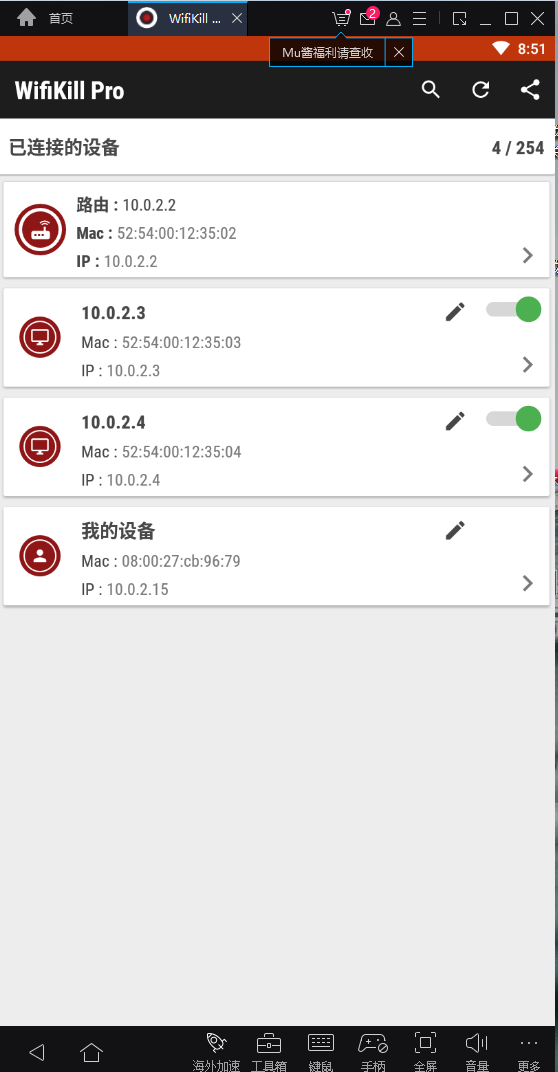 首页
WifiKill ...
2
Mu酱福利请查收
8:51
WifiKill Pro
已连接的设备
4 / 254
路由 : 10.0.2.2
Mac : 52:54:00:12:35:02
IP : 10.0.2.2
10.0.2.3
Mac : 52:54:00:12:35:03
IP : 10.0.2.3
10.0.2.4
Mac : 52:54:00:12:35:04
IP : 10.0.2.4
我的设备
Mac : 08:00:27:cb:96:79
IP : 10.0.2.15
海外加速 工具箱 键鼠 手柄 全屏 音量 更多